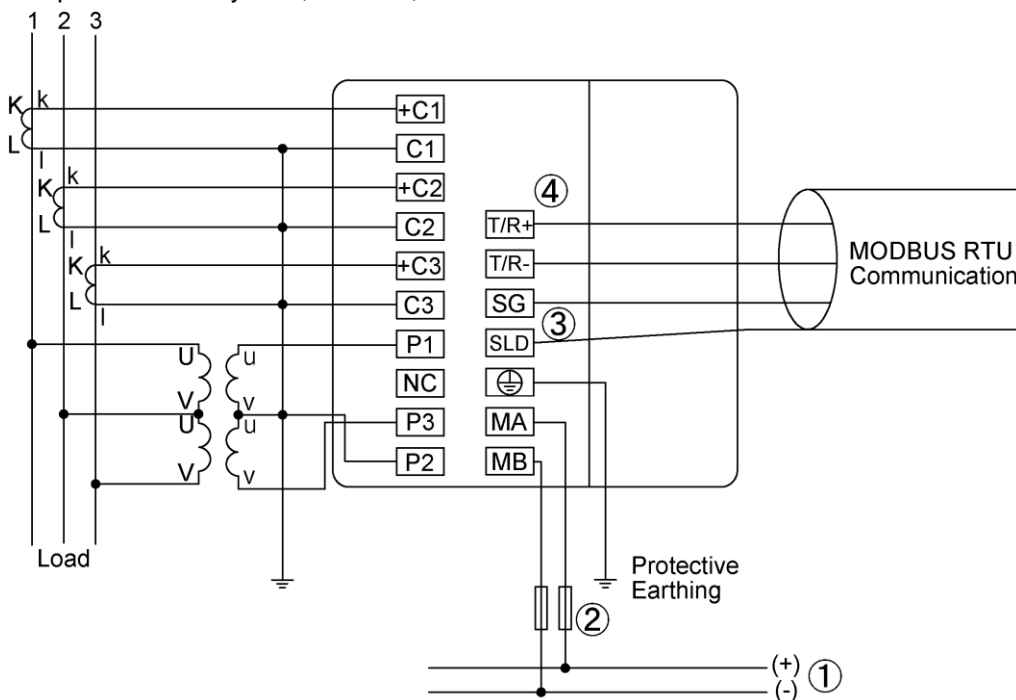 1 2 3
K k
+C1
L l
C1
K k
+C2
④
L l
C2
T/R+
K k
+C3
T/R-
MODBUS RTU
Communication
L l
C3
SG
③
P1
SLD
U u
NC
V v
P3
MA
U u
P2
MB
V v
Load
Protective
Earthing
②
(+)
①
(-)